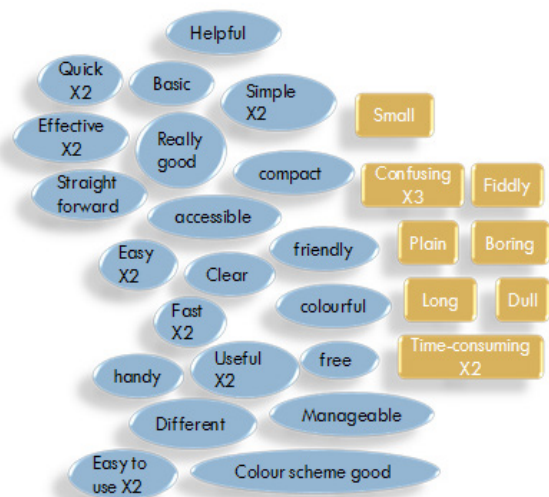 Helpful
Quick
X2
Basic
Simple
X2
Small
Effective
X2
Really
good
compact
Confusing
X3
Fiddly
Straight
forward
accessible
Plain
Boring
Easy
X2
Clear
friendly
Long
Dull
Fast
X2
colourful
Time-consuming
X2
handy
Useful
X2
free
Different
Manageable
Easy to
use X2
Colour scheme good